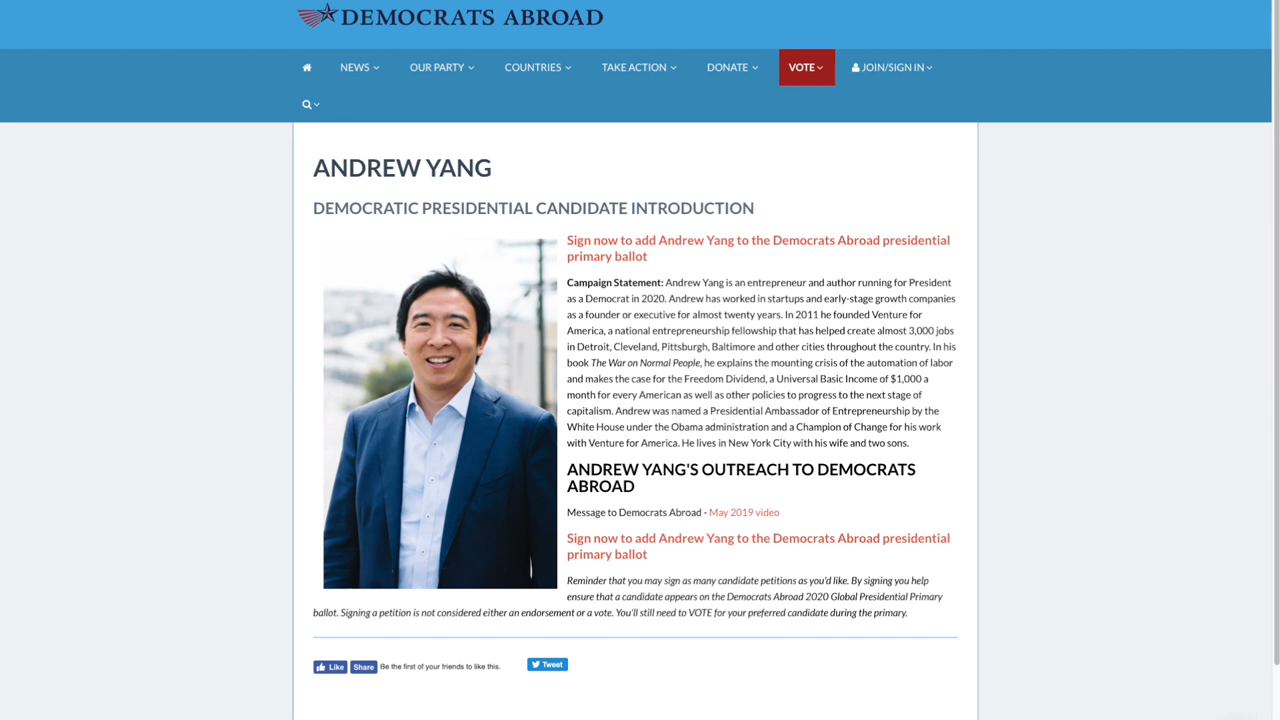 DEMOCRATS ABROAD
NEWS OUR PARTY COUNTRIES TAKE ACTION DONATE VOTE JOIN/SIGN IN
ANDREW YANG
DEMOCRATIC PRESIDENTIAL CANDIDATE INTRODUCTION
Sign now to add Andrew Yang to the Democrats Abroad presidential
primary ballot
Campaign Statement: Andrew Yang is an entrepreneur and author running for President
as a Democrat in 2020. Andrew has worked in startups and early-stage growth companies
as a founder or executive for almost twenty years. In 2011 he founded Venture for
America, a national entrepreneurship fellowship that has helped create almost 3,000 jobs
in Detroit, Cleveland, Pittsburgh, Baltimore and other cities throughout the country. In his
book The War on Normal People, he explains the mounting crisis of the automation of labor
and makes the case for the Freedom Dividend, a Universal Basic Income of $1,000 a
month for every American as well as other policies to progress to the next stage of
capitalism. Andrew was named a Presidential Ambassador of Entrepreneurship by the
White House under the Obama administration and a Champion of Change for his work
with Venture for America. He lives in New York City with his wife and two sons.
ANDREW YANG'S OUTREACH TO DEMOCRATS
ABROAD
Message to Democrats Abroad - May 2019 video
Sign now to add Andrew Yang to the Democrats Abroad presidential
primary ballot
Reminder that you may sign as many candidate petitions as you'd like. By signing you help
ensure that a candidate appears on the Democrats Abroad 2020 Global Presidential Primary
ballot. Signing a petition is not considered either an endorsement or a vote. You'll still need to VOTE for your preferred candidate during the primary.
Like Share Be the first of your friends to like this. Tweet